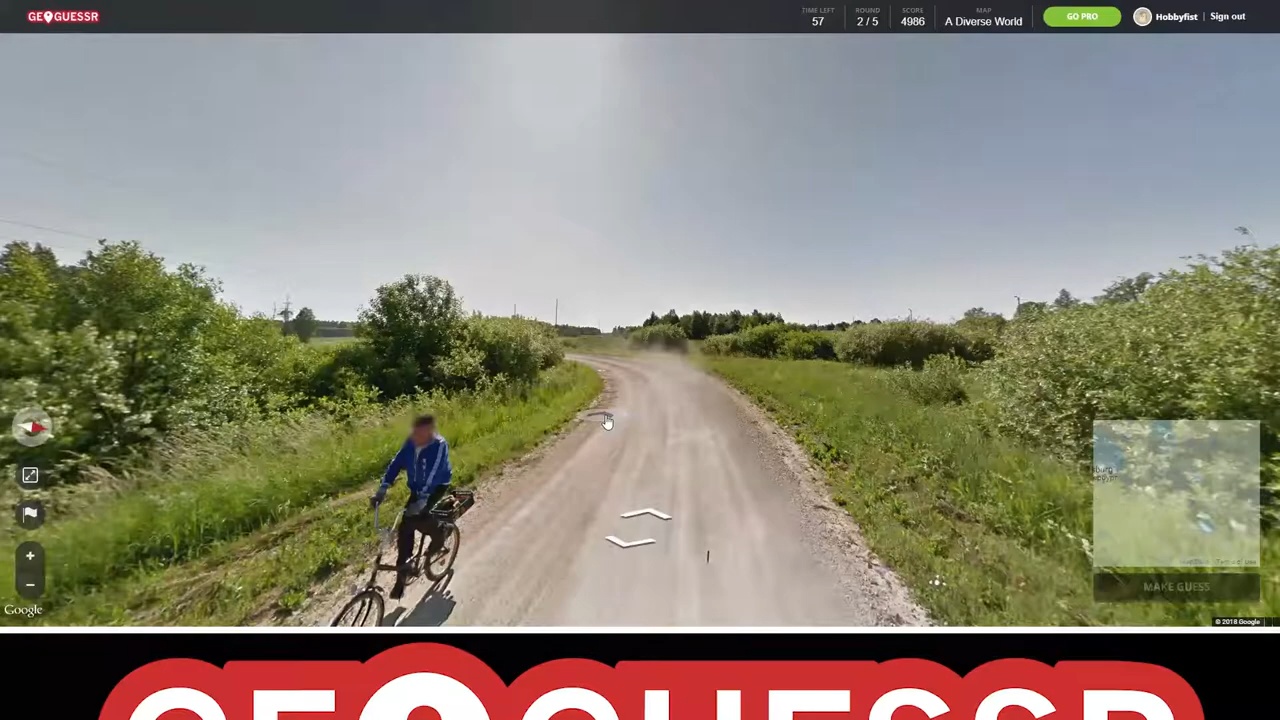 GEOGUESSR
TIME LEFT
57
ROUND
2 / 5
SCORE
4986
MAP
A Diverse World
GO PRO
Hobbyfist
Sign out
MAKE GUESS
Google
© 2018 Google
GEOGUESSR